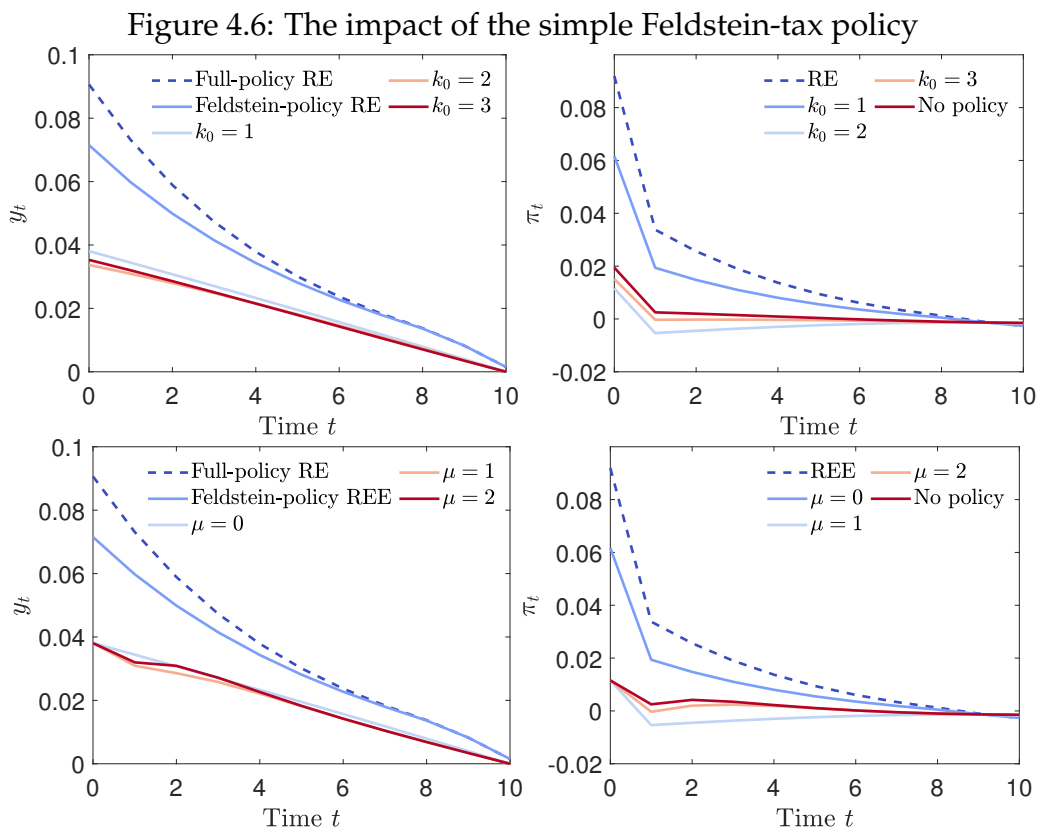 Figure 4.6: The impact of the simple Feldstein-tax policy
0.1
0.08
0.06
0.04
0.02
0
y_t
Full-policy RE
Feldstein-policy RE
k_0 = 1
k_0 = 2
k_0 = 3
0 2 4 6 8 10
Time t
0.08
0.06
0.04
0.02
0
-0.02
π_t
RE
k_0 = 1
k_0 = 2
k_0 = 3
No policy
0 2 4 6 8 10
Time t
0.1
0.08
0.06
0.04
0.02
0
y_t
Full-policy RE
Feldstein-policy REE
μ = 0
μ = 1
μ = 2
0 2 4 6 8 10
Time t
0.08
0.06
0.04
0.02
0
-0.02
π_t
REE
μ = 0
μ = 1
μ = 2
No policy
0 2 4 6 8 10
Time t